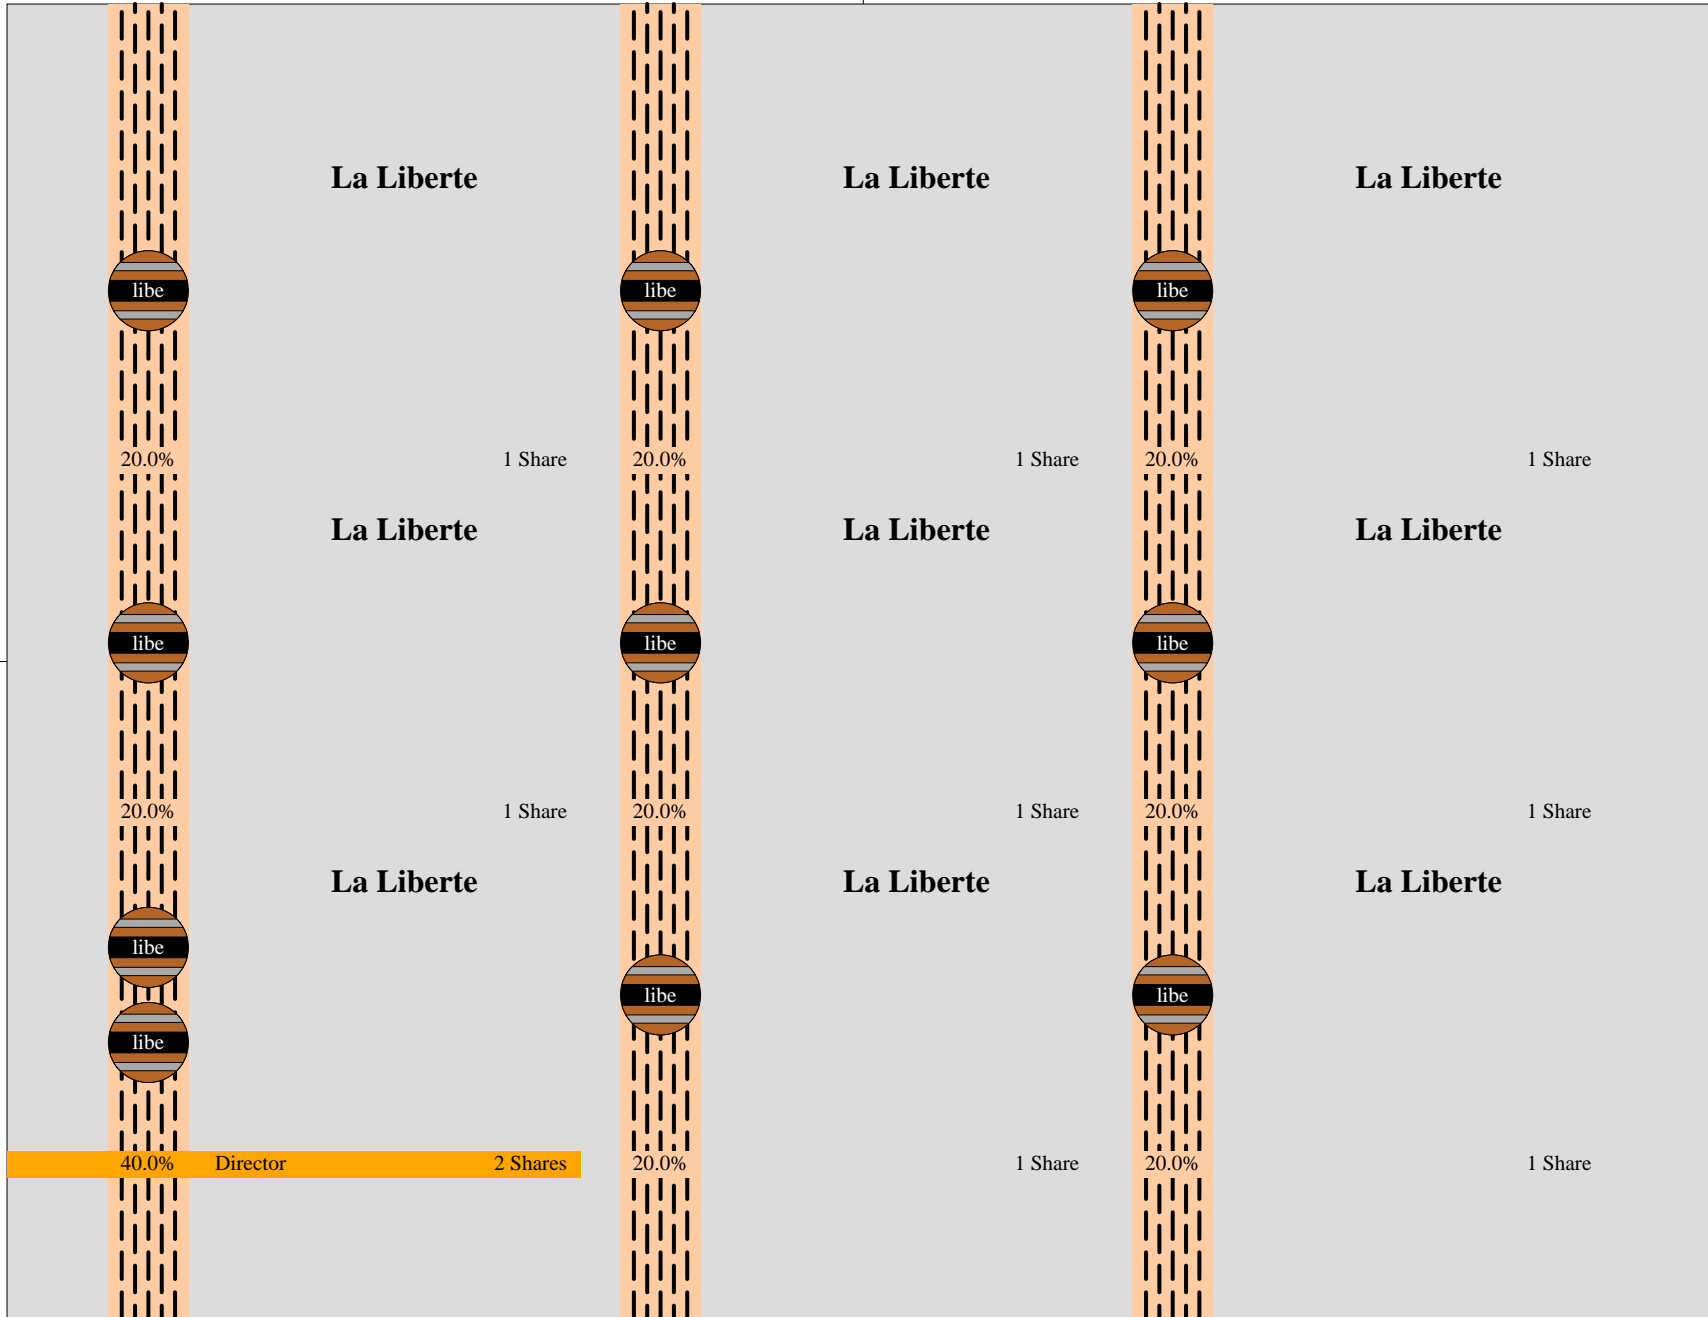 La Liberte La Liberte La Liberte
libe libe libe
20.0% 1 Share 20.0% 1 Share 20.0% 1 Share
La Liberte La Liberte La Liberte
libe libe libe
20.0% 1 Share 20.0% 1 Share 20.0% 1 Share
La Liberte La Liberte La Liberte
libe
libe libe
libe
40.0% Director 2 Shares 20.0% 1 Share 20.0% 1 Share